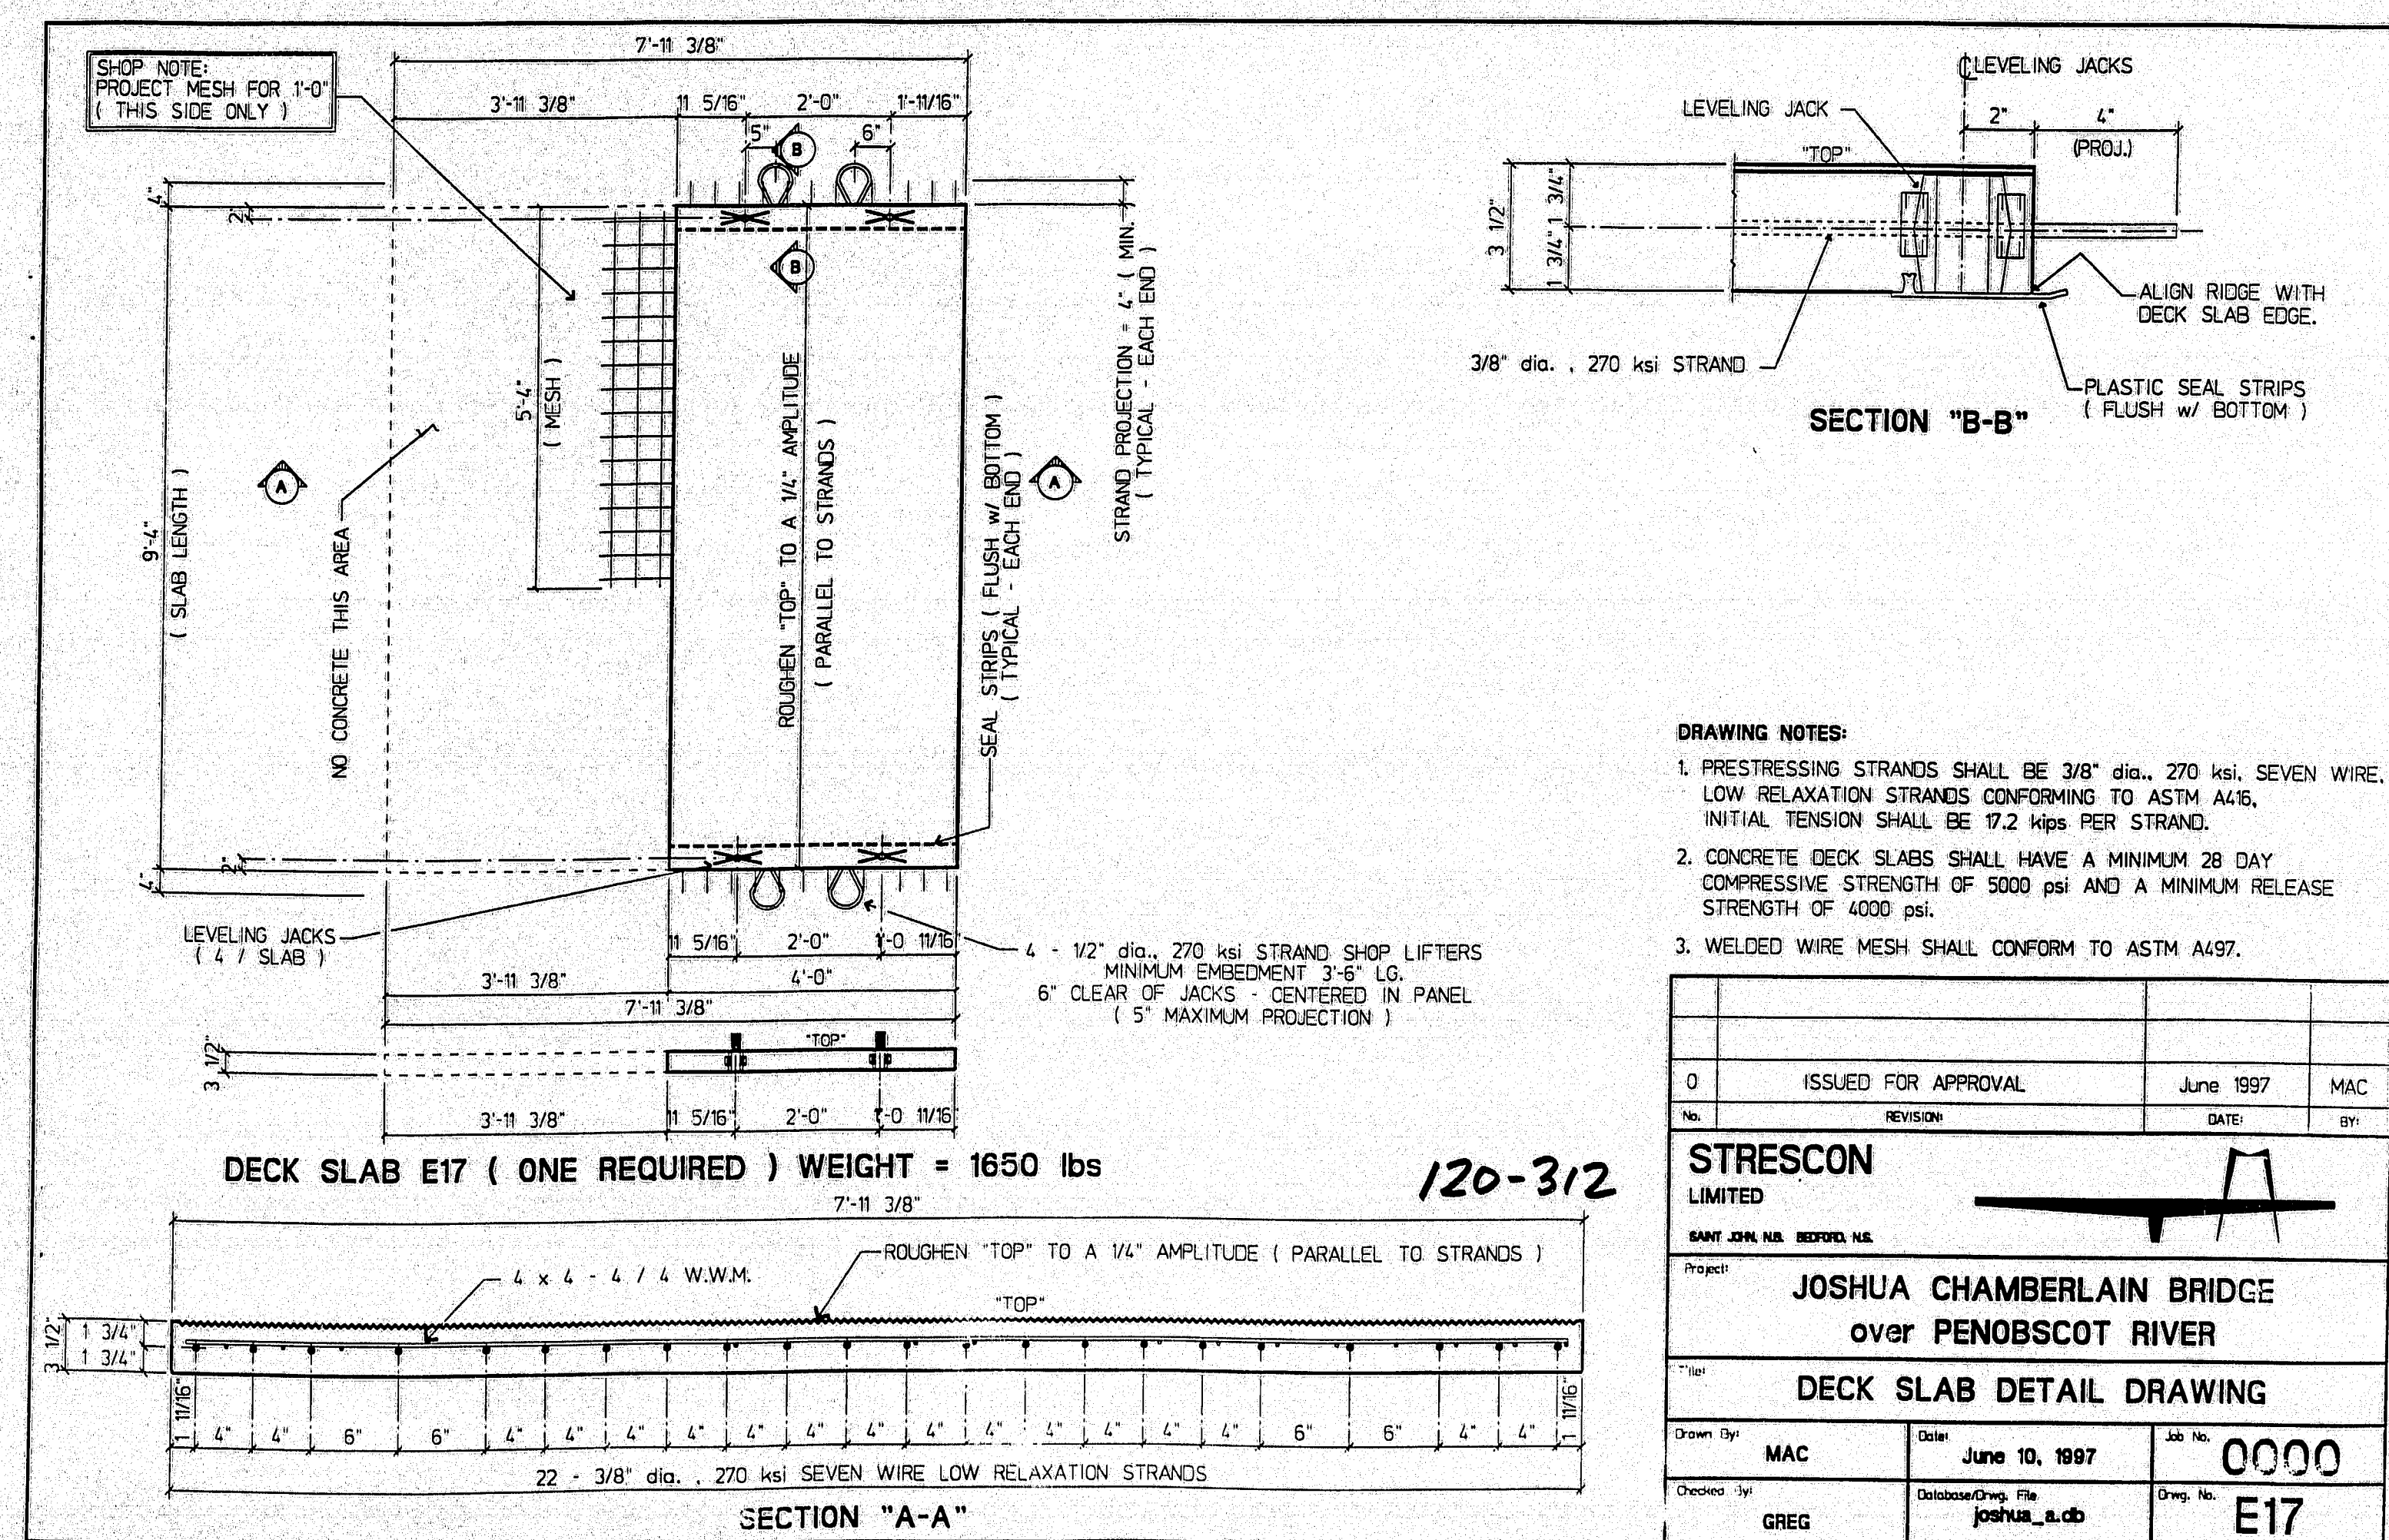 7'-11 3/8"
SHOP NOTE:
PROJECT MESH FOR 1'-0"
( THIS SIDE ONLY )
3'-11 3/8"
11 5/16"
2'-0"
1'-11/16"
5"
6"
B
4"
2"
B
5'-4"
( MESH )
9'-4"
( SLAB LENGTH )
A
NO CONCRETE THIS AREA
ROUGHEN "TOP" TO A 1/4" AMPLITUDE
( PARALLEL TO STRANDS )
SEAL STRIPS ( FLUSH w/ BOTTOM )
( TYPICAL - EACH END )
A
STRAND PROJECTION = 4" ( MIN. )
( TYPICAL - EACH END )
2"
4"
LEVELING JACKS
( 4 / SLAB )
11 5/16"
2'-0"
1'-0 11/16"
3'-11 3/8"
4'-0"
7'-11 3/8"
4 - 1/2" dia., 270 ksi STRAND SHOP LIFTERS
MINIMUM EMBEDMENT 3'-6" LG.
6" CLEAR OF JACKS - CENTERED IN PANEL
( 5" MAXIMUM PROJECTION )
"TOP"
3 1/2"
3'-11 3/8"
11 5/16"
2'-0"
1'-0 11/16"
DECK SLAB E17 ( ONE REQUIRED ) WEIGHT = 1650 lbs
120-312
7'-11 3/8"
ROUGHEN "TOP" TO A 1/4" AMPLITUDE ( PARALLEL TO STRANDS )
4 x 4 - 4 / 4 W.W.M.
"TOP"
3 1/2"
1 3/4"
1 3/4"
1 11/16"
4" 4" 6" 6" 4" 4" 4" 4" 4" 4" 4" 4" 4" 4" 4" 4" 4" 6" 6" 4" 4"
1 11/16"
22 - 3/8" dia. , 270 ksi SEVEN WIRE LOW RELAXATION STRANDS
SECTION "A-A"
℄ LEVELING JACKS
LEVELING JACK
2"
4"
(PROJ.)
"TOP"
3 1/2"
1 3/4"
1 3/4"
ALIGN RIDGE WITH
DECK SLAB EDGE.
3/8" dia. , 270 ksi STRAND
PLASTIC SEAL STRIPS
( FLUSH w/ BOTTOM )
SECTION "B-B"
DRAWING NOTES:
1. PRESTRESSING STRANDS SHALL BE 3/8" dia., 270 ksi, SEVEN WIRE,
LOW RELAXATION STRANDS CONFORMING TO ASTM A416,
INITIAL TENSION SHALL BE 17.2 kips PER STRAND.
2. CONCRETE DECK SLABS SHALL HAVE A MINIMUM 28 DAY
COMPRESSIVE STRENGTH OF 5000 psi AND A MINIMUM RELEASE
STRENGTH OF 4000 psi.
3. WELDED WIRE MESH SHALL CONFORM TO ASTM A497.
0 ISSUED FOR APPROVAL June 1997 MAC
No. REVISION: DATE: BY:
STRESCON
LIMITED
SAINT JOHN, N.B. BEDFORD, N.S.
Project:
JOSHUA CHAMBERLAIN BRIDGE
over PENOBSCOT RIVER
Title:
DECK SLAB DETAIL DRAWING
Drawn By: MAC
Date: June 10, 1997
Job No. 0000
Checked By: GREG
Database/Drwg. File joshua_a.db
Drwg. No. E17